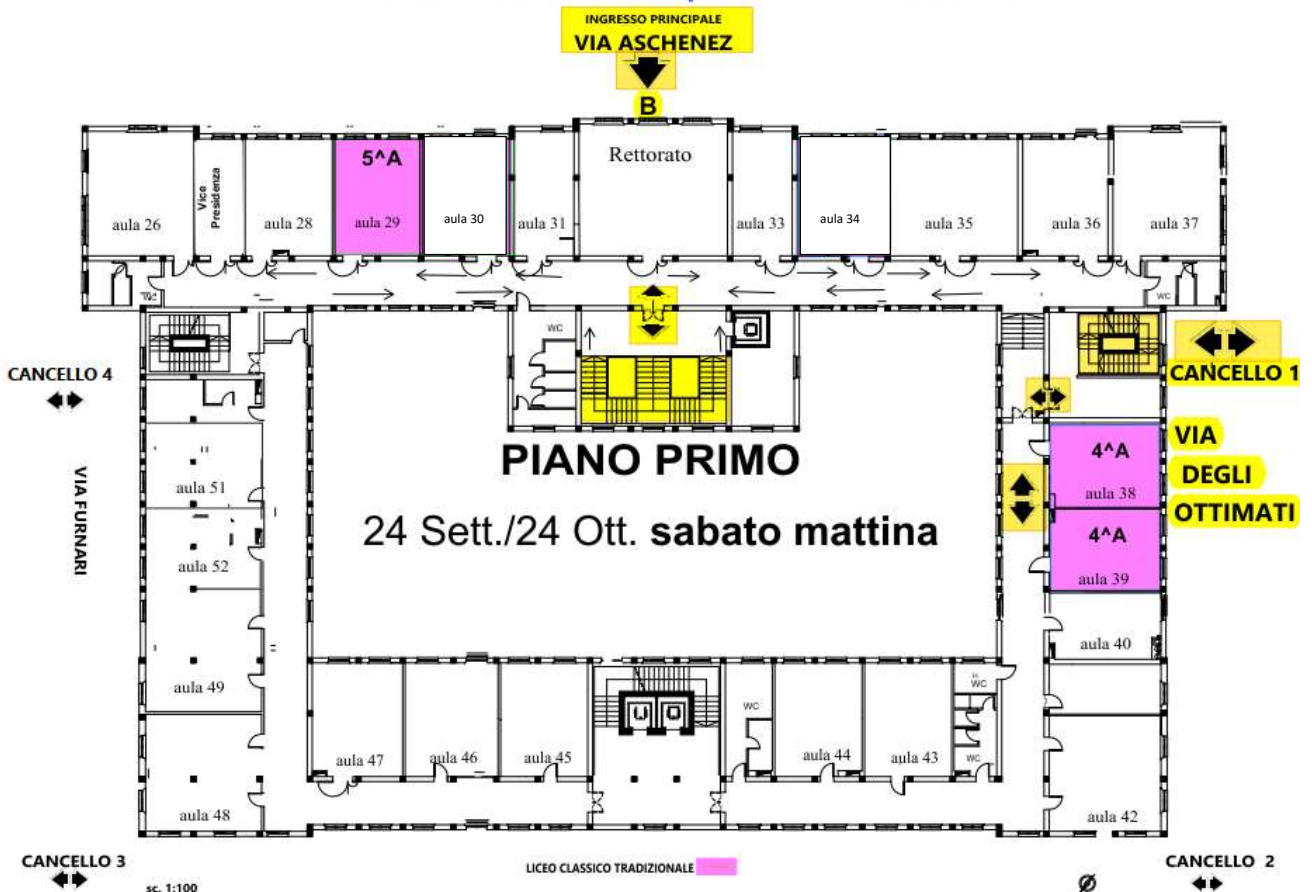 INGRESSO PRINCIPALE
VIA ASCHENEZ
B
Rettorato
5^A
Vice
Presidenza
aula 26
aula 28
aula 29
aula 30
aula 31
aula 33
aula 34
aula 35
aula 36
aula 37
WC
WC
WC
CANCELLO 4
CANCELLO 1
VIA
DEGLI
OTTIMATI
VIA FURNARI
PIANO PRIMO
24 Sett./24 Ott. sabato mattina
4^A
aula 38
4^A
aula 39
aula 40
aula 51
aula 52
aula 49
aula 48
aula 47
aula 46
aula 45
WC
aula 44
aula 43
WC
WC
aula 42
CANCELLO 3
sc. 1:100
LICEO CLASSICO TRADIZIONALE
CANCELLO 2